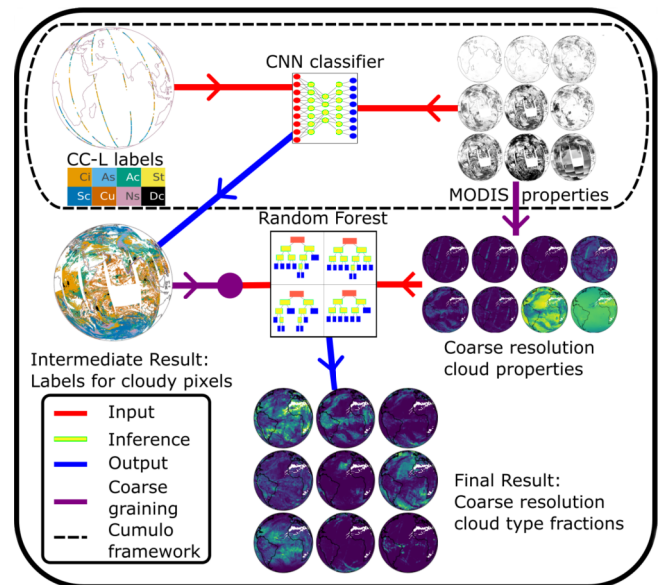 CNN classifier
CC-L labels
Ci As Ac St
Sc Cu Ns Dc
MODIS properties
Random Forest
Intermediate Result:
Labels for cloudy pixels
Coarse resolution
cloud properties
Input
Inference
Output
Coarse
graining
Cumulo
framework
Final Result:
Coarse resolution
cloud type fractions